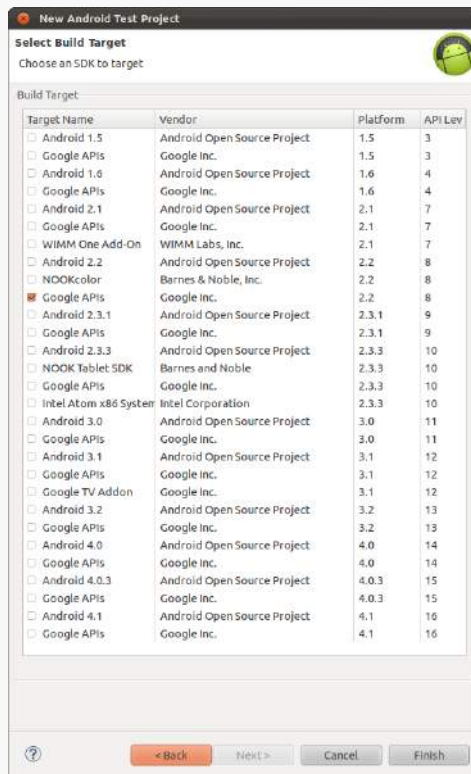 New Android Test Project
Select Build Target
Choose an SDK to target
Build Target
Target Name Vendor Platform API Lev
Android 1.5 Android Open Source Project 1.5 3
Google APIs Google Inc. 1.5 3
Android 1.6 Android Open Source Project 1.6 4
Google APIs Google Inc. 1.6 4
Android 2.1 Android Open Source Project 2.1 7
Google APIs Google Inc. 2.1 7
WIMM One Add-On WIMM Labs, Inc. 2.1 7
Android 2.2 Android Open Source Project 2.2 8
NOOKcolor Barnes & Noble, Inc. 2.2 8
Google APIs Google Inc. 2.2 8
Android 2.3.1 Android Open Source Project 2.3.1 9
Google APIs Google Inc. 2.3.1 9
Android 2.3.3 Android Open Source Project 2.3.3 10
NOOK Tablet SDK Barnes and Noble 2.3.3 10
Google APIs Google Inc. 2.3.3 10
Intel Atom x86 System Intel Corporation 2.3.3 10
Android 3.0 Android Open Source Project 3.0 11
Google APIs Google Inc. 3.0 11
Android 3.1 Android Open Source Project 3.1 12
Google APIs Google Inc. 3.1 12
Google TV Addon Google Inc. 3.1 12
Android 3.2 Android Open Source Project 3.2 13
Google APIs Google Inc. 3.2 13
Android 4.0 Android Open Source Project 4.0 14
Google APIs Google Inc. 4.0 14
Android 4.0.3 Android Open Source Project 4.0.3 15
Google APIs Google Inc. 4.0.3 15
Android 4.1 Android Open Source Project 4.1 16
Google APIs Google Inc. 4.1 16
? < Back Next > Cancel Finish